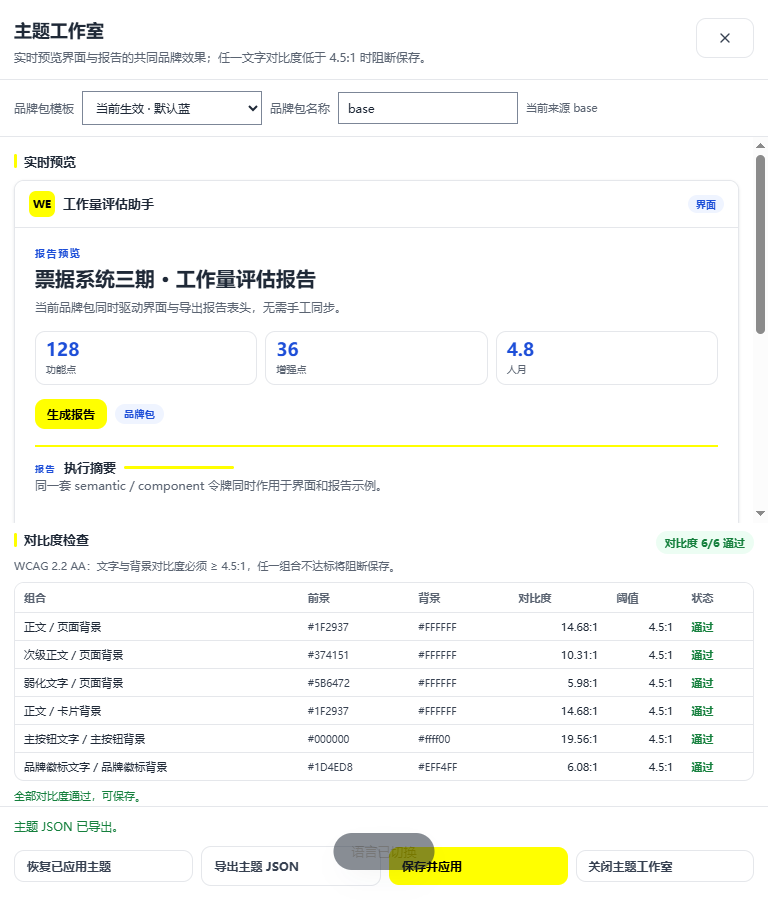 主题工作室
实时预览界面与报告的共同品牌效果；任一文字对比度低于 4.5:1 时阻断保存。
×
品牌包模板 当前生效 · 默认蓝 品牌包名称 base 当前来源 base
实时预览
WE 工作量评估助手 界面
报告预览
票据系统三期 · 工作量评估报告
当前品牌包同时驱动界面与导出报告表头，无需手工同步。
128 36 4.8
功能点 增强点 人月
生成报告 品牌包
报告 执行摘要
同一套 semantic / component 令牌同时作用于界面和报告示例。
对比度检查 对比度 6/6 通过
WCAG 2.2 AA：文字与背景对比度必须 ≥ 4.5:1，任一组合不达标将阻断保存。
组合 前景 背景 对比度 阈值 状态
正文 / 页面背景 #1F2937 #FFFFFF 14.68:1 4.5:1 通过
次级正文 / 页面背景 #374151 #FFFFFF 10.31:1 4.5:1 通过
弱化文字 / 页面背景 #5B6472 #FFFFFF 5.98:1 4.5:1 通过
正文 / 卡片背景 #1F2937 #FFFFFF 14.68:1 4.5:1 通过
主按钮文字 / 主按钮背景 #000000 #ffff00 19.56:1 4.5:1 通过
品牌徽标文字 / 品牌徽标背景 #1D4ED8 #EFF4FF 6.08:1 4.5:1 通过
全部对比度通过，可保存。
主题 JSON 已导出。
语言已切换
恢复已应用主题 导出主题 JSON 保存并应用 关闭主题工作室